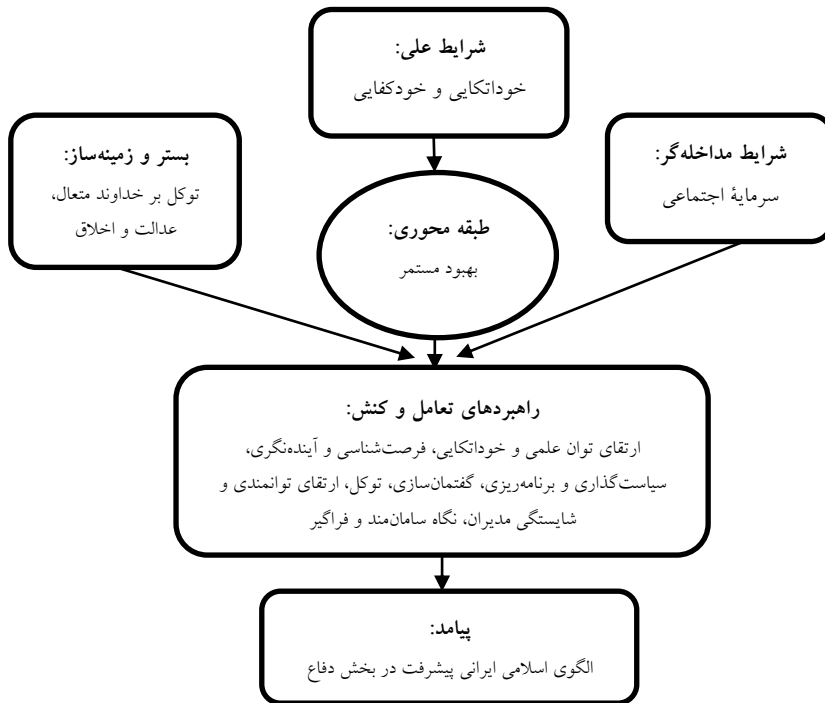 شرایط علی:
خوداتکایی و خودکفایی
شرایط مداخله‌گر:
سرمایهٔ اجتماعی
طبقه محوری:
بهبود مستمر
بستر و زمینه‌ساز:
توکل بر خداوند متعال،
عدالت و اخلاق
راهبردهای تعامل و کنش:
ارتقای توان علمی و خوداتکایی، فرصت‌شناسی و آینده‌نگری،
سیاست‌گذاری و برنامه‌ریزی، گفتمان‌سازی، توکل، ارتقای توانمندی و
شایستگی مدیران، نگاه سامان‌مند و فراگیر
پیامد:
الگوی اسلامی ایرانی پیشرفت در بخش دفاع